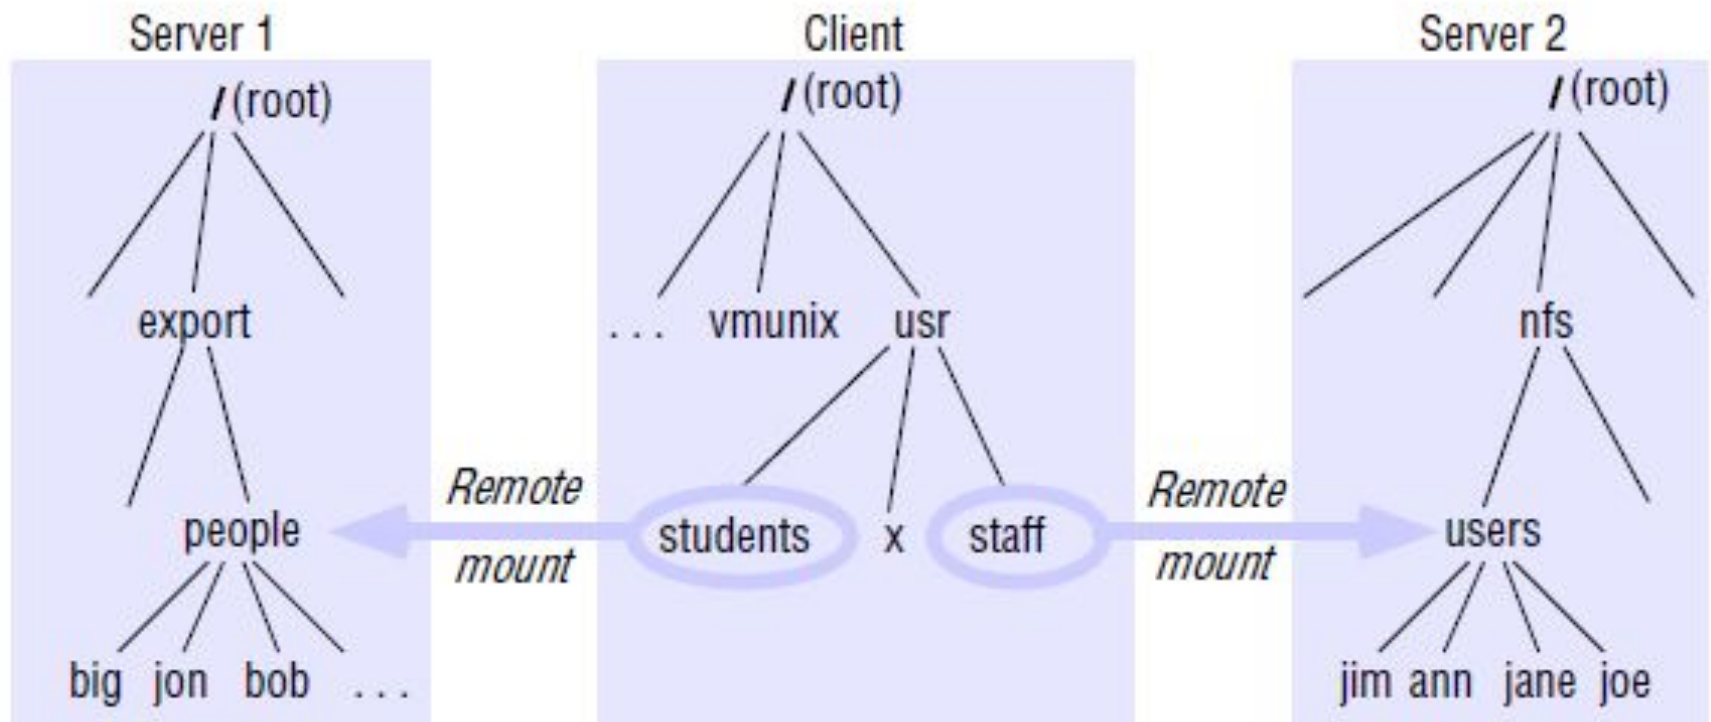 Server 1
Client
Server 2
/ (root)
/ (root)
/ (root)
export
. . . vmunix usr
nfs
Remote
mount
Remote
mount
people
students x staff
users
big jon bob . . .
jim ann jane joe